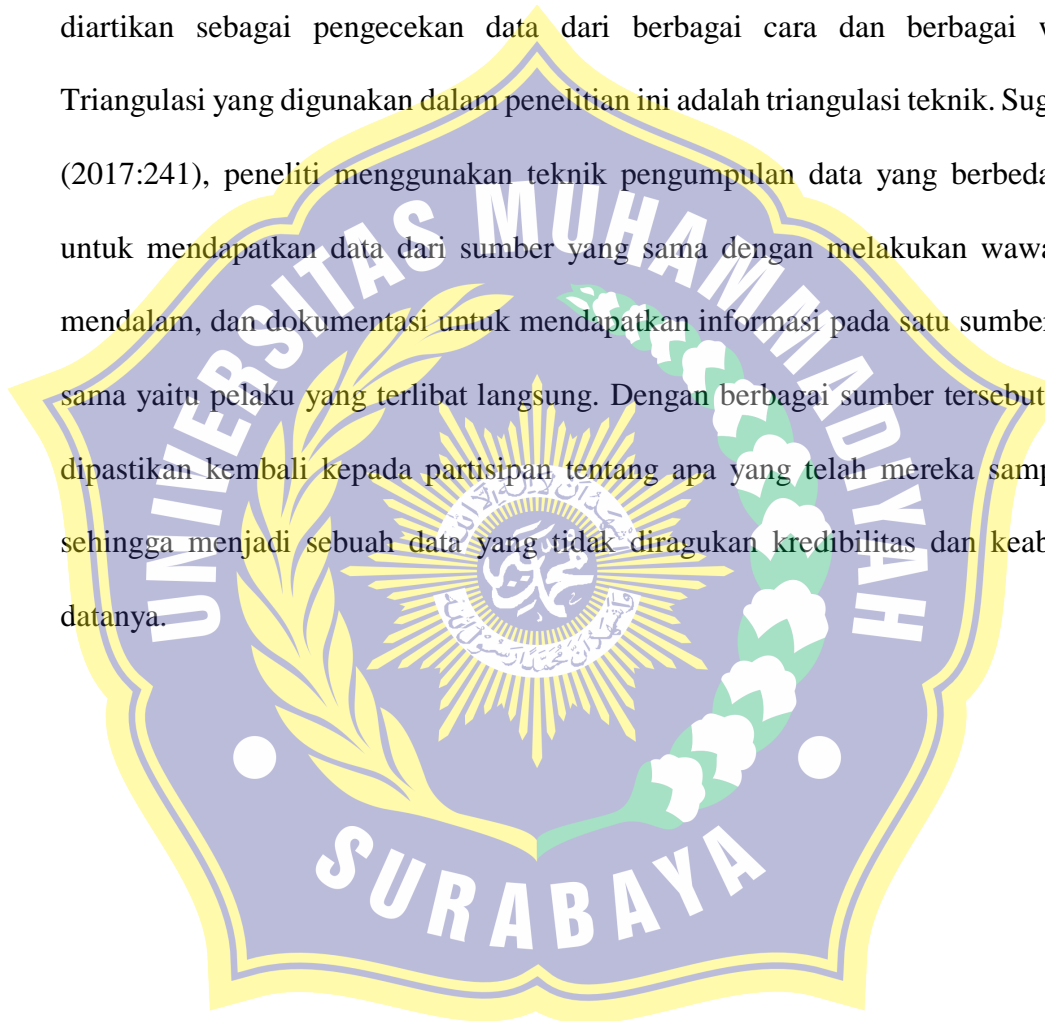 diartikan sebagai pengecekan data dari berbagai cara dan berbagai
Triangulasi yang digunakan dalam penelitian ini adalah triangulasi teknik.
(2017:241), peneliti menggunakan teknik pengumpulan data yang berbeda
untuk mendapatkan data dari sumber yang sama dengan melakukan
mendalam, dan dokumentasi untuk mendapatkan informasi pada satu sumber
sama yaitu pelaku yang terlibat langsung. Dengan berbagai sumber tersebut
dipastikan kembali kepada partisipan tentang apa yang telah mereka
sehingga menjadi sebuah data yang tidak diragukan kredibilitas dan
datanya.
UNIVERSITAS MUHAMMADIYAH
SURABAYA